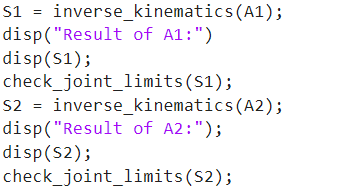 S1 = inverse_kinematics(A1);
disp("Result of A1:")
disp(S1);
check_joint_limits(S1);
S2 = inverse_kinematics(A2);
disp("Result of A2:");
disp(S2);
check_joint_limits(S2);